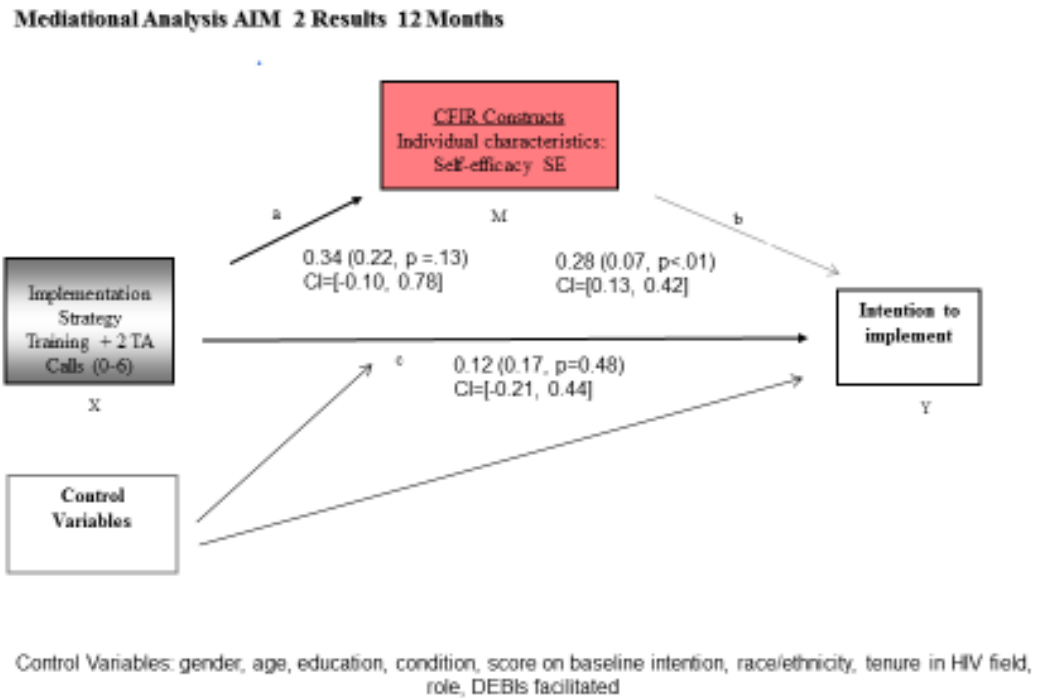 Mediational Analysis AIM 2 Results 12 Months
CFIR Constructs
Individual characteristics:
Self-efficacy SE
a
M
b
0.34 (0.22, p =.13)
CI=[-0.10, 0.78]
0.28 (0.07, p<.01)
CI=[0.13, 0.42]
Implementation
Strategy
Training + 2 TA
Calls (0-6)
X
Intention to
implement
Y
c
0.12 (0.17, p=0.48)
CI=[-0.21, 0.44]
Control
Variables
Control Variables: gender, age, education, condition, score on baseline intention, race/ethnicity, tenure in HIV field,
role, DEBIs facilitated